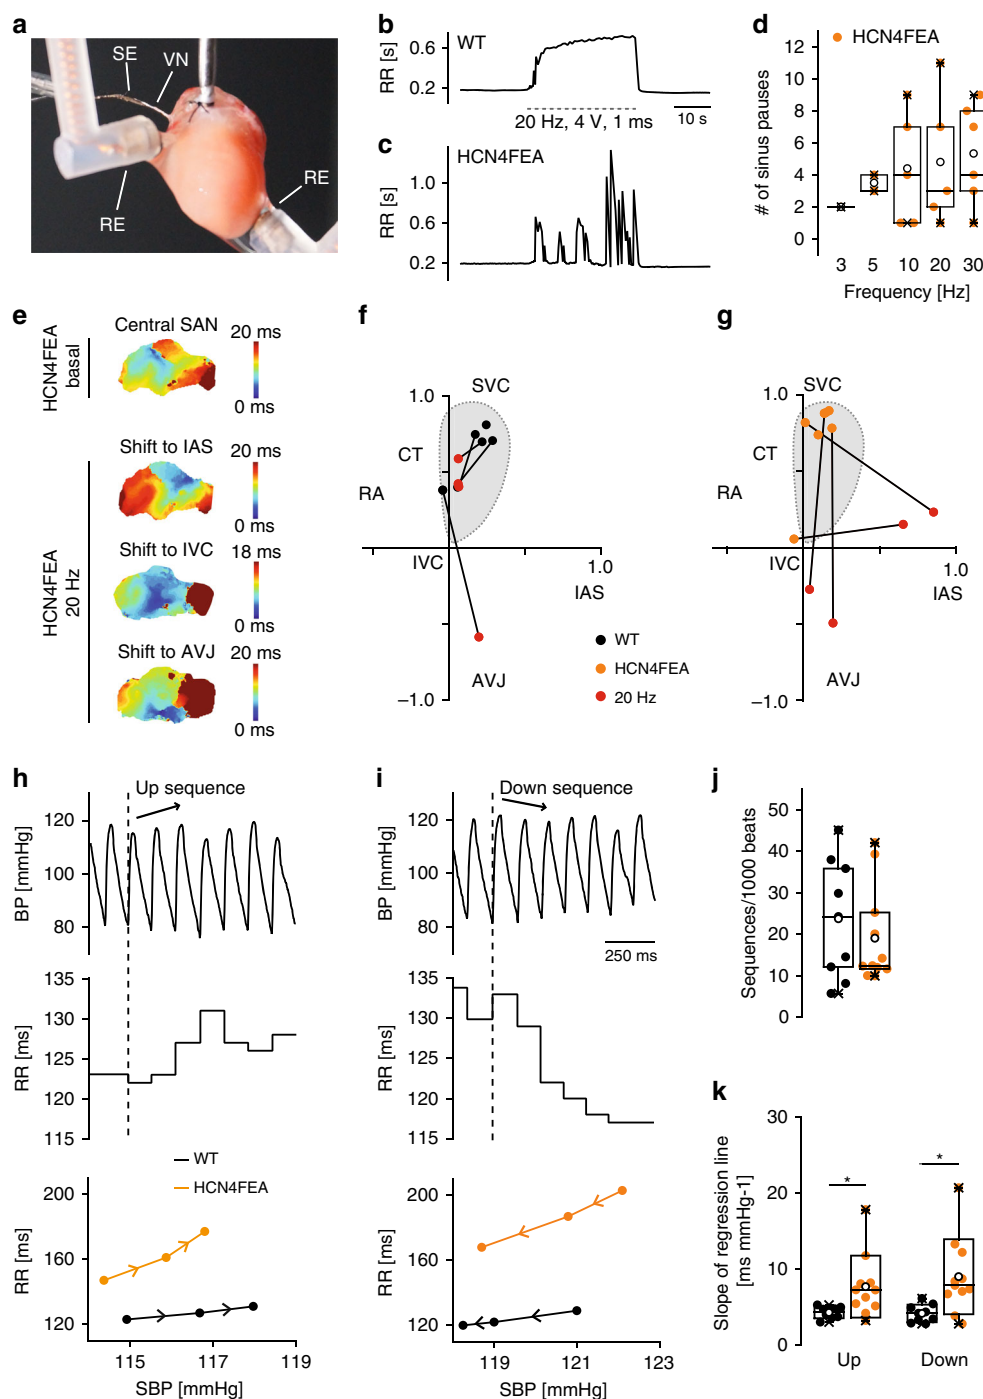 a
SE
VN
RE
RE
b
WT
RR [s]
0.6
0.2
20 Hz, 4 V, 1 ms
10 s
c
HCN4FEA
RR [s]
1.0
0.6
0.2
d
HCN4FEA
# of sinus pauses
12
10
8
6
4
2
0
3 5 10 20 30
Frequency [Hz]
e
HCN4FEA
basal
Central SAN
20 ms
0 ms
HCN4FEA
20 Hz
Shift to IAS
20 ms
0 ms
Shift to IVC
18 ms
0 ms
Shift to AVJ
20 ms
0 ms
f
SVC
1.0
CT
RA
IVC
1.0
IAS
AVJ
−1.0
WT
HCN4FEA
20 Hz
g
SVC
1.0
CT
RA
IVC
1.0
IAS
AVJ
−1.0
h
Up sequence
BP [mmHg]
120
100
80
RR [ms]
135
130
125
120
115
WT
HCN4FEA
RR [ms]
200
160
120
115 117 119
SBP [mmHg]
i
Down sequence
BP [mmHg]
120
100
80
250 ms
RR [ms]
135
130
125
120
115
RR [ms]
200
160
120
119 121 123
SBP [mmHg]
j
Sequences/1000 beats
50
40
30
20
10
0
k
Slope of regression line
[ms mmHg-1]
30
20
10
0
*
*
Up Down